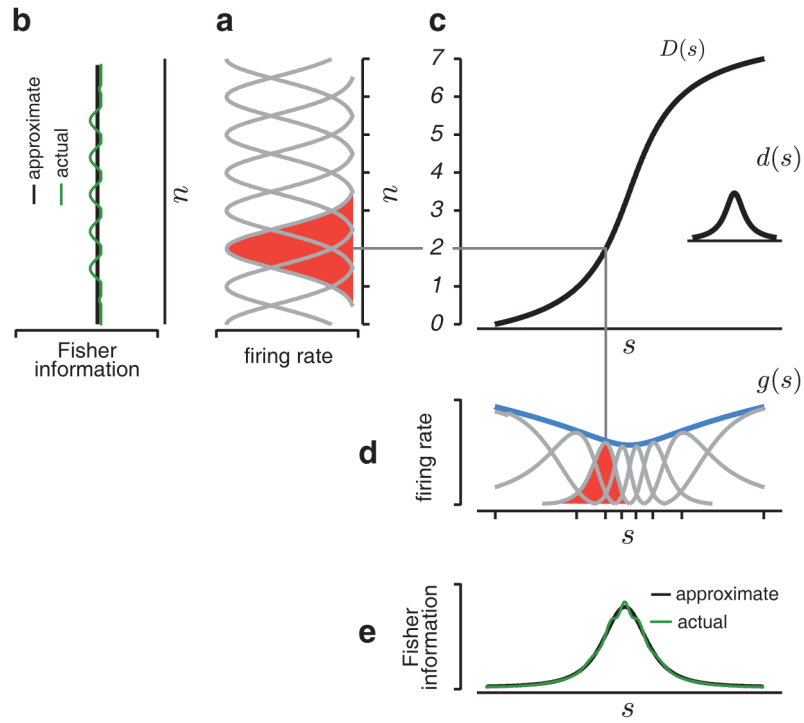 b
a
c
approximate
actual
n
Fisher
information
firing rate
n
7
6
5
4
3
2
1
0
D(s)
d(s)
s
g(s)
d
firing rate
s
e
Fisher
information
approximate
actual
s